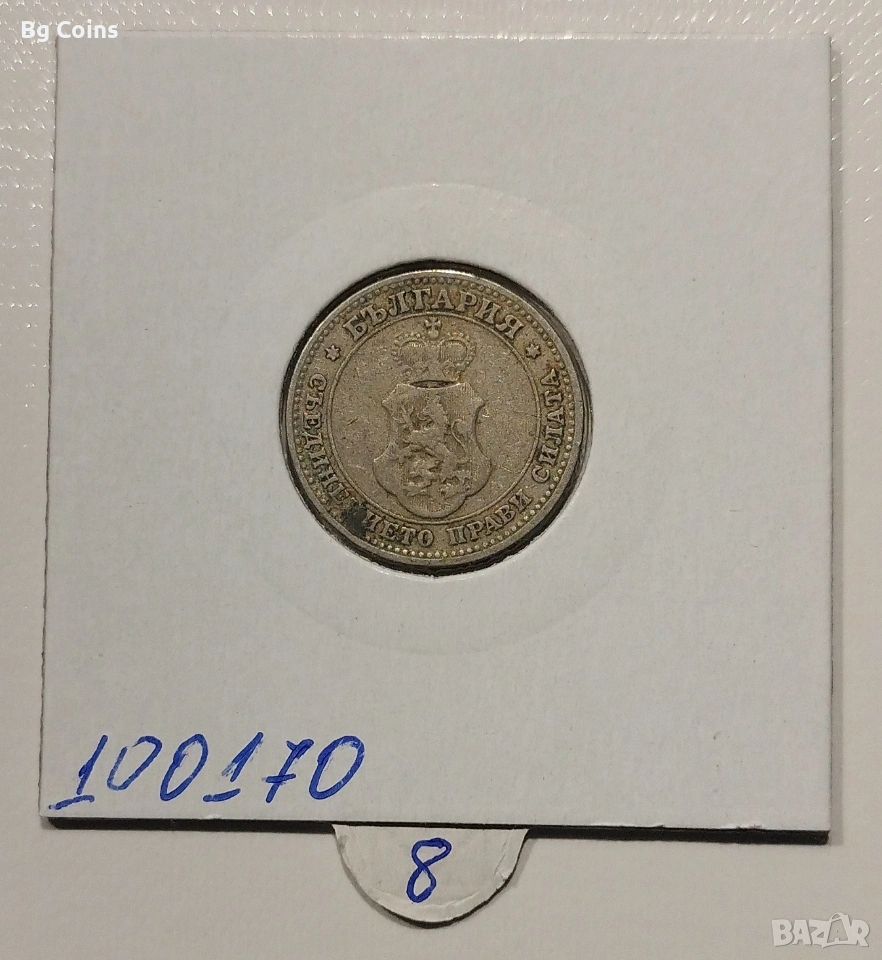 Bg Coins
БЪЛГАРИЯ
СЪЕДИНЕНИЕТО ПРАВИ СИЛАТА
100170
8
BAZAR